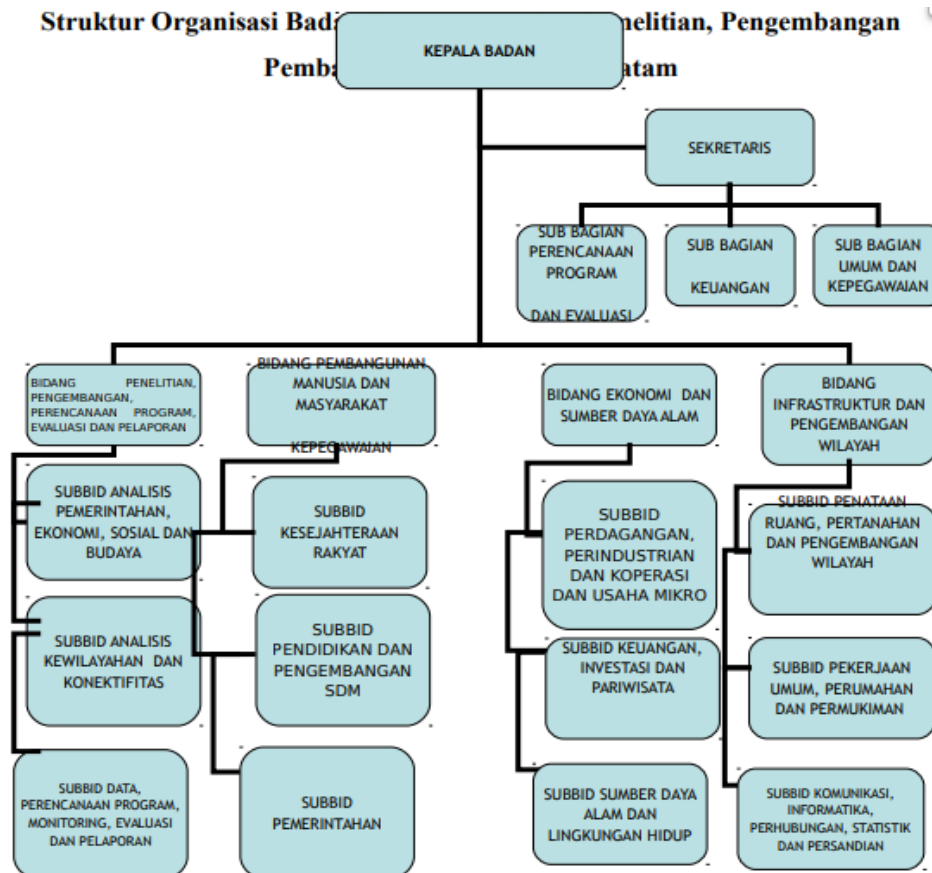 Struktur Organisasi Bad
nelitian, Pengembangan
Pemba
atam
KEPALA BADAN
SEKRETARIS
SUB BAGIAN
PERENCANAAN
PROGRAM
DAN EVALUASI
SUB BAGIAN
KEUANGAN
SUB BAGIAN
UMUM DAN
KEPEGAWAIAN
BIDANG PENELITIAN,
PENGEMBANGAN,
PERENCANAAN PROGRAM,
EVALUASI DAN PELAPORAN
BIDANG PEMBANGUNAN
MANUSIA DAN
MASYARAKAT
KEPEGAWAIAN
BIDANG EKONOMI DAN
SUMBER DAYA ALAM
BIDANG
INFRASTRUKTUR DAN
PENGEMBANGAN
WILAYAH
SUBBID ANALISIS
PEMERINTAHAN,
EKONOMI, SOSIAL DAN
BUDAYA
SUBBID
KESEJAHTERAAN
RAKYAT
SUBBID
PERDAGANGAN,
PERINDUSTRIAN
DAN KOPERASI
DAN USAHA MIKRO
SUBBID PENATAAN
RUANG, PERTANAHAN
DAN PENGEMBANGAN
WILAYAH
SUBBID ANALISIS
KEWILAYAHAN DAN
KONEKTIFITAS
SUBBID
PENDIDIKAN DAN
PENGEMBANGAN
SDM
SUBBID KEUANGAN,
INVESTASI DAN
PARIWISATA
SUBBID PEKERJAAN
UMUM, PERUMAHAN
DAN PERMUKIMAN
SUBBID DATA,
PERENCANAAN PROGRAM,
MONITORING, EVALUASI
DAN PELAPORAN
SUBBID
PEMERINTAHAN
SUBBID SUMBER DAYA
ALAM DAN
LINGKUNGAN HIDUP
SUBBID KOMUNIKASI,
INFORMATIKA,
PERHUBUNGAN, STATISTIK
DAN PERSANDIAN